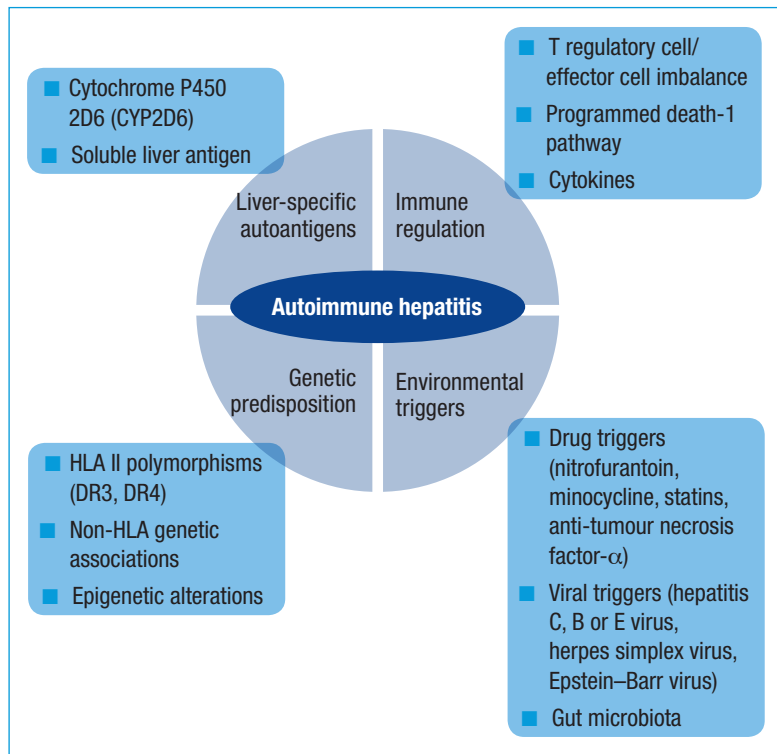 ■ Cytochrome P450
2D6 (CYP2D6)
■ Soluble liver antigen
■ T regulatory cell/
effector cell imbalance
■ Programmed death-1
pathway
■ Cytokines
Liver-specific
autoantigens
Immune
regulation
Autoimmune hepatitis
Genetic
predisposition
Environmental
triggers
■ HLA II polymorphisms
(DR3, DR4)
■ Non-HLA genetic
associations
■ Epigenetic alterations
■ Drug triggers
(nitrofurantoin,
minocycline, statins,
anti-tumour necrosis
factor-α)
■ Viral triggers (hepatitis
C, B or E virus,
herpes simplex virus,
Epstein–Barr virus)
■ Gut microbiota